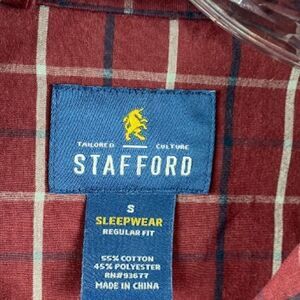 TAILORED CULTURE
STAFFORD
S
SLEEPWEAR
REGULAR FIT
55% COTTON
45% POLYESTER
RN#93677
MADE IN CHINA